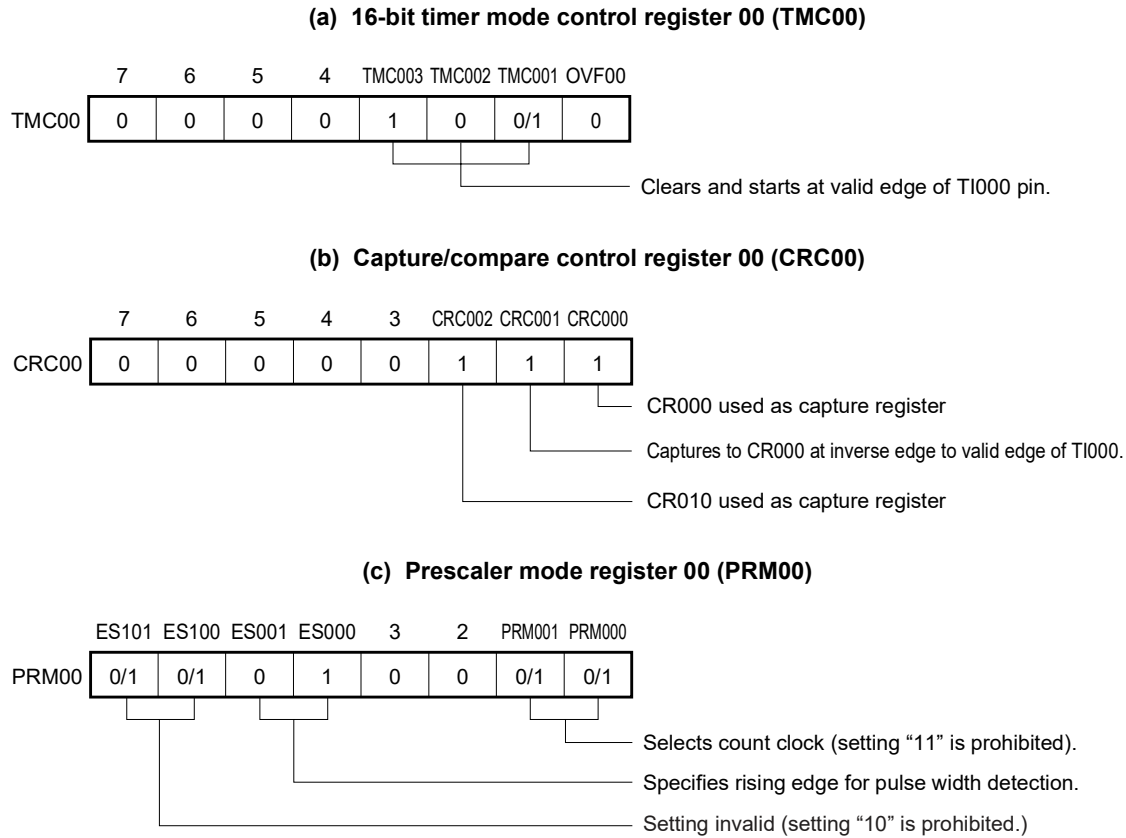 (a) 16-bit timer mode control register 00 (TMC00)
7 6 5 4 TMC003 TMC002 TMC001 OVF00
TMC00 0 0 0 0 1 0 0/1 0
Clears and starts at valid edge of TI000 pin.
(b) Capture/compare control register 00 (CRC00)
7 6 5 4 3 CRC002 CRC001 CRC000
CRC00 0 0 0 0 0 1 1 1
CR000 used as capture register
Captures to CR000 at inverse edge to valid edge of TI000.
CR010 used as capture register
(c) Prescaler mode register 00 (PRM00)
ES101 ES100 ES001 ES000 3 2 PRM001 PRM000
PRM00 0/1 0/1 0 1 0 0 0/1 0/1
Selects count clock (setting “11” is prohibited).
Specifies rising edge for pulse width detection.
Setting invalid (setting “10” is prohibited.)